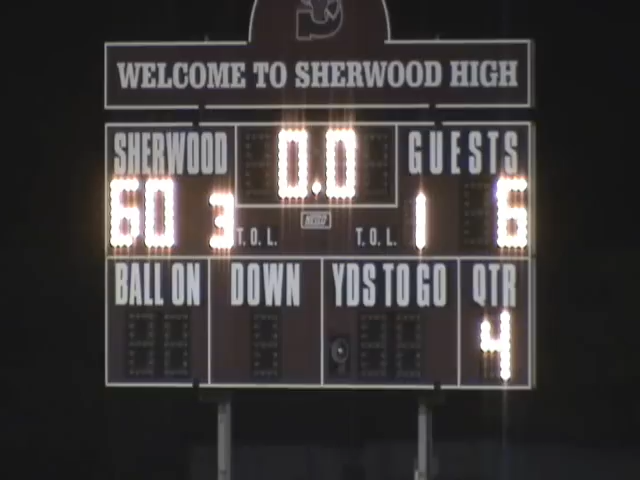 WELCOME TO SHERWOOD HIGH
SHERWOOD 0.0 GUESTS
60 3 T.O.L. T.O.L. 1 6
BALL ON DOWN YDS TO GO QTR
4